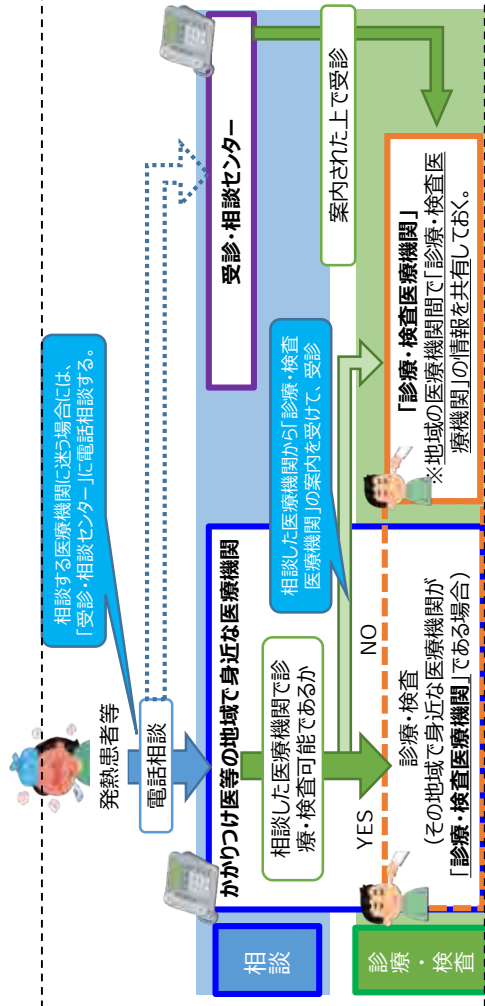 発熱患者等
電話相談
相談する医療機関に迷う場合には、
「受診・相談センター」に電話相談する。
相談
かかりつけ医等の地域で身近な医療機関
受診・相談センター
相談した医療機関で診
療・検査可能であるか
相談した医療機関から「診療・検査
医療機関」の案内を受けて、受診
案内された上で受診
YES
NO
診療・検査
診療・検査
(その地域で身近な医療機関が
「診療・検査医療機関」である場合)
「診療・検査医療機関」
※地域の医療機関間で「診療・検査医
療機関」の情報を共有しておく。